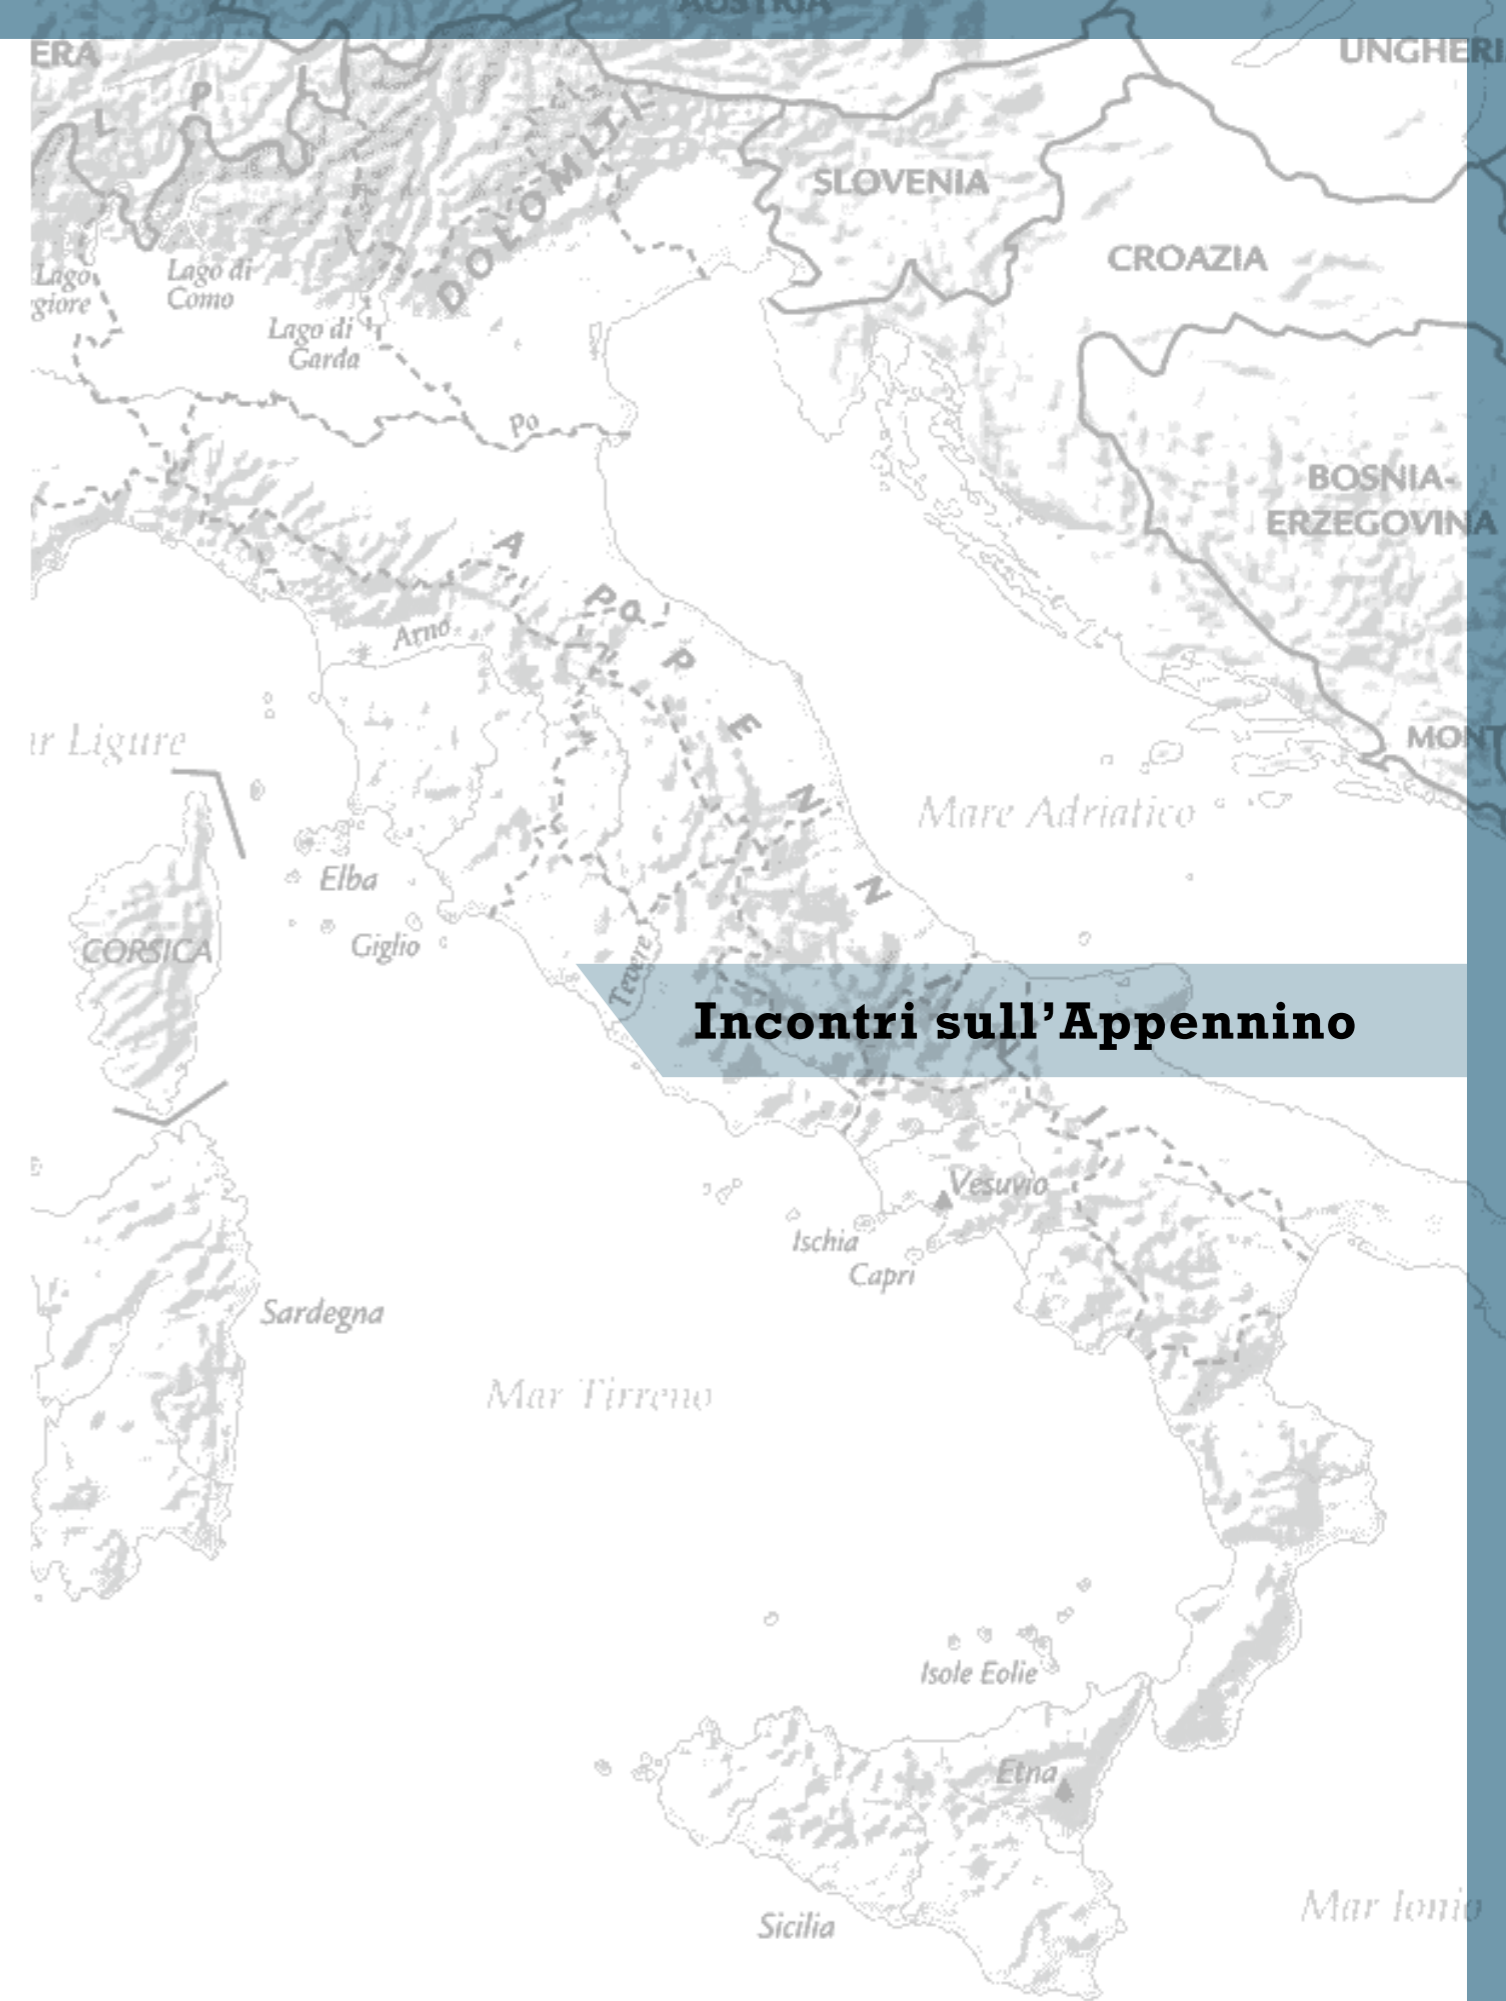 AUSTRIA
ERA
UNGHERI
L P I
DOLOMITI
SLOVENIA
CROAZIA
Lago
giore
Lago di
Como
Lago di
Garda
Po
BOSNIA-
ERZEGOVINA
A P P E N N I N I
Arno
ar Ligure
MONT
Mare Adriatico
Elba
CORSICA
Giglio
Tevere
Incontri sull’Appennino
Vesuvio
Ischia
Capri
Sardegna
Mar Tirreno
Isole Eolie
Etna
Mar Ionio
Sicilia